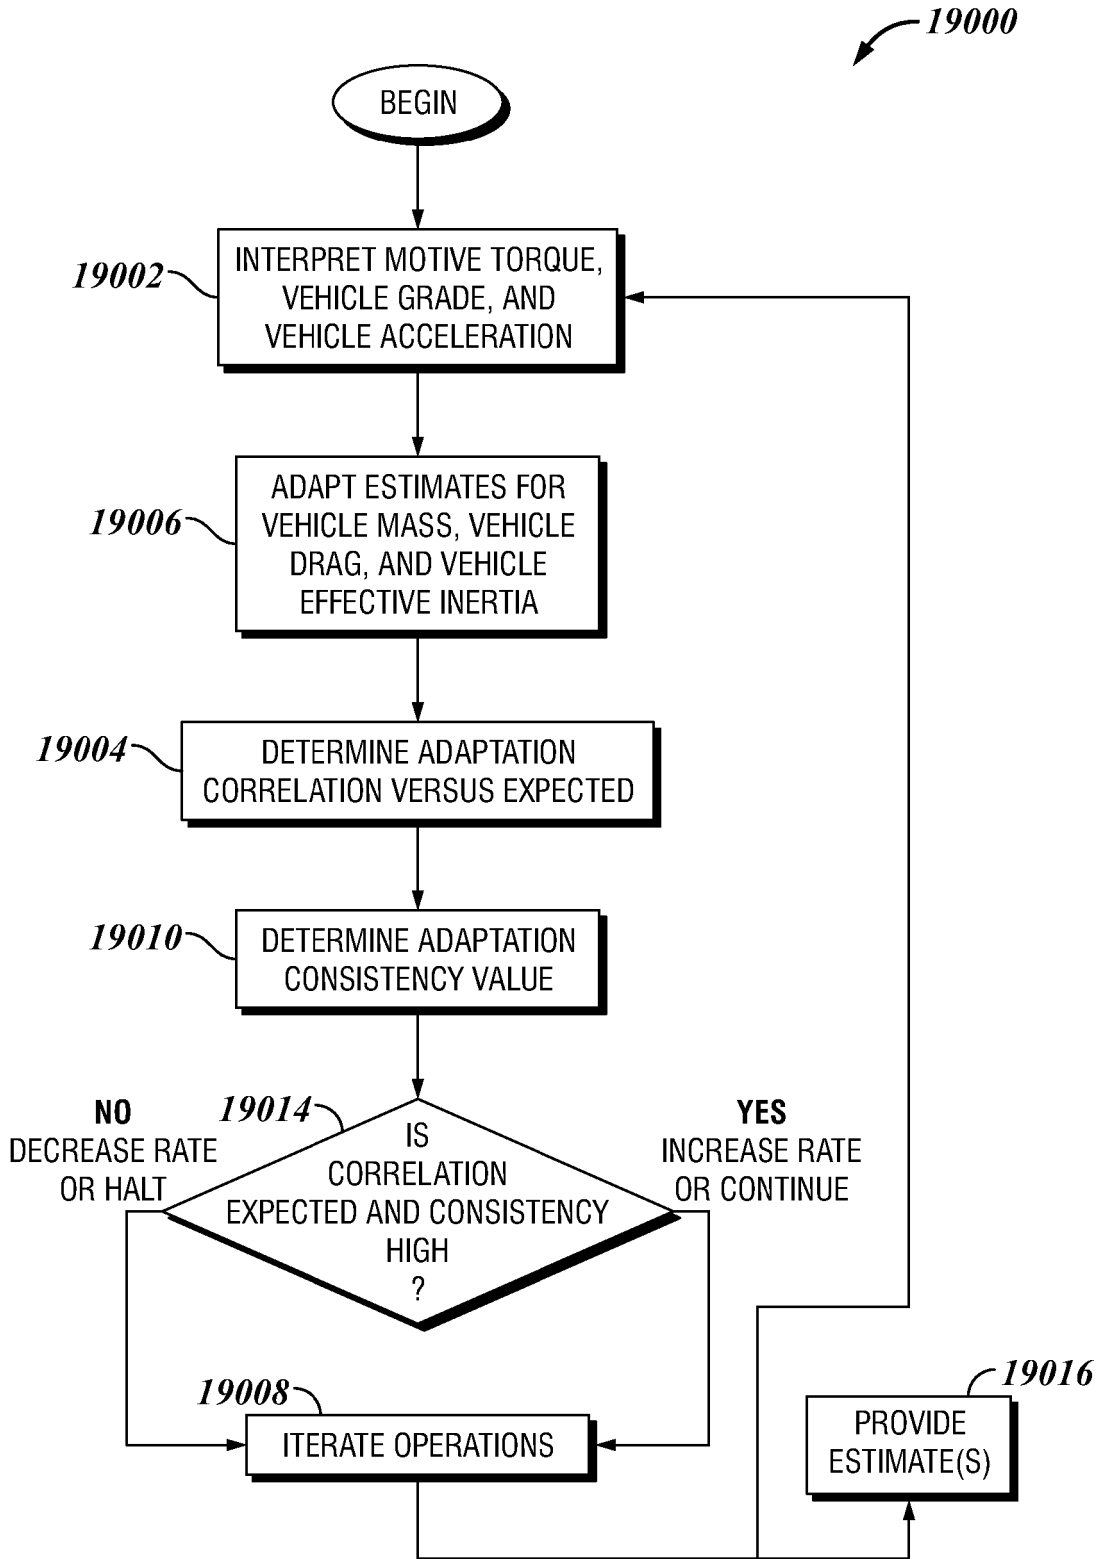 19000
BEGIN
19002
INTERPRET MOTIVE TORQUE,
VEHICLE GRADE, AND
VEHICLE ACCELERATION
19006
ADAPT ESTIMATES FOR
VEHICLE MASS, VEHICLE
DRAG, AND VEHICLE
EFFECTIVE INERTIA
19004
DETERMINE ADAPTATION
CORRELATION VERSUS EXPECTED
19010
DETERMINE ADAPTATION
CONSISTENCY VALUE
NO
DECREASE RATE
OR HALT
19014
IS
CORRELATION
EXPECTED AND CONSISTENCY
HIGH
?
YES
INCREASE RATE
OR CONTINUE
19008
ITERATE OPERATIONS
19016
PROVIDE
ESTIMATE(S)